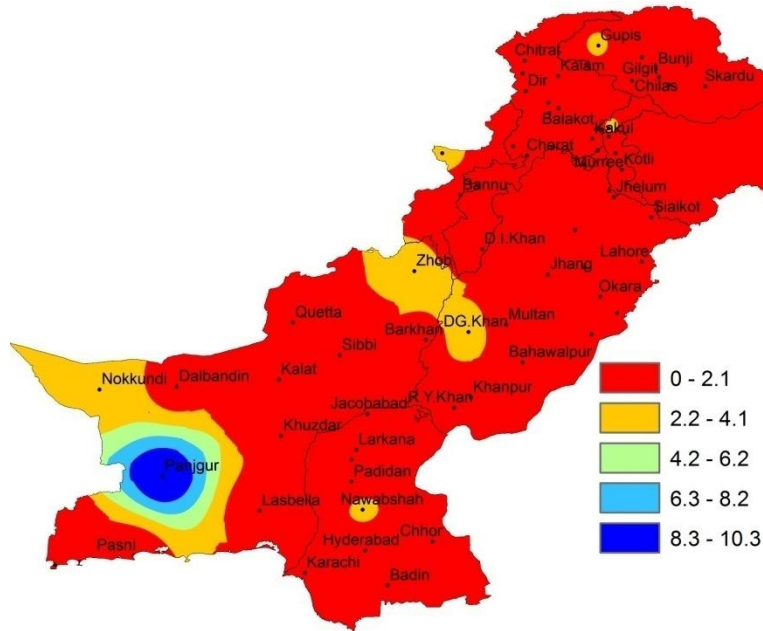 Gupis
Chitral
Bunji
Kalam
Gilgit
Dir
Chilas
Skardu
Balakot
Kakul
Cherat
Murree
Kotli
Bannu
Jhelum
Sialkot
D.I.Khan
Lahore
Zhob
Jhang
Okara
Quetta
DG.Khan
Multan
Barkhan
Sibbi
Bahawalpur
Nokkundi
Dalbandin
Kalat
Khanpur
R.Y.Khan
Jacobabad
Khuzdar
Larkana
Panjgur
Padidan
Lasbella
Nawabshah
Chhor
Pasni
Hyderabad
Karachi
Badin
0 - 2.1
2.2 - 4.1
4.2 - 6.2
6.3 - 8.2
8.3 - 10.3